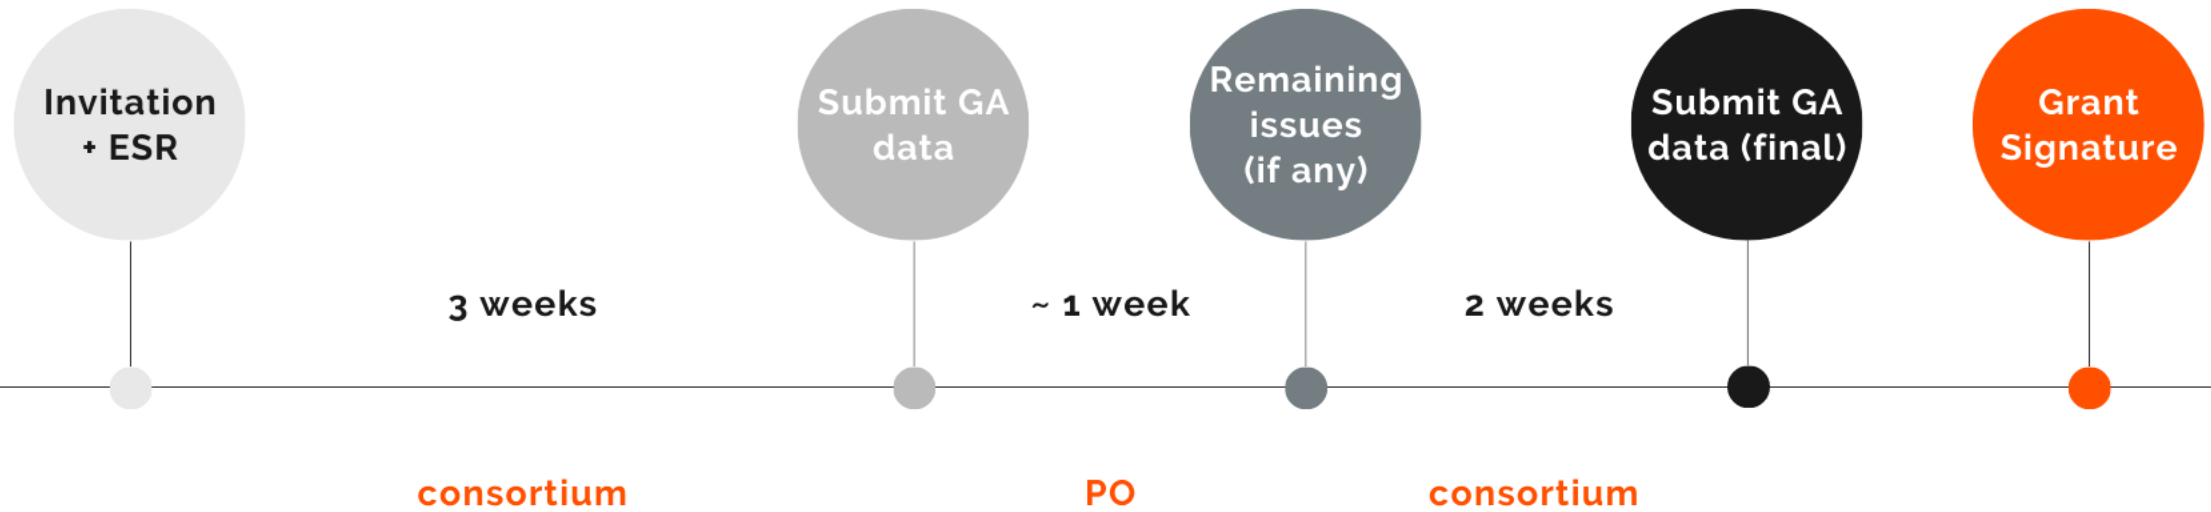 Invitation
+ ESR
Submit GA
data
Remaining
issues
(if any)
Submit GA
data (final)
Grant
Signature
3 weeks
~ 1 week
2 weeks
consortium
PO
consortium